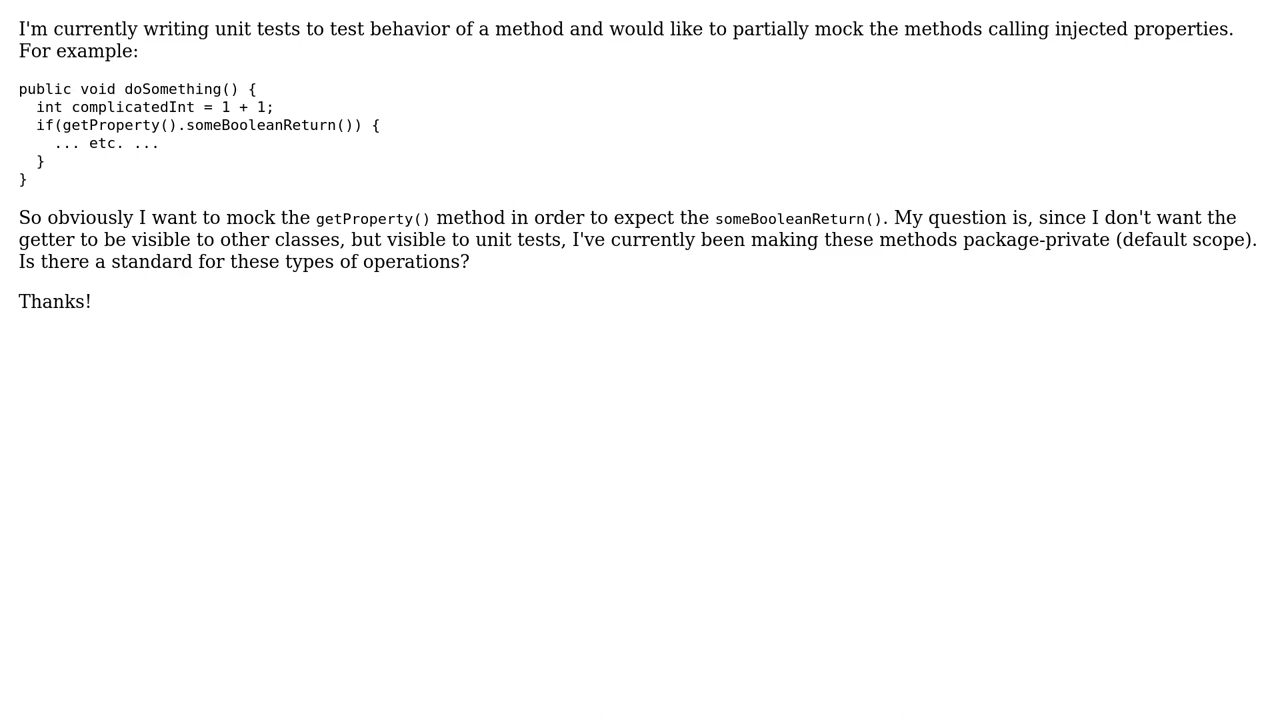 I'm currently writing unit tests to test behavior of a method and would like to partially mock the methods calling injected properties.
For example:
public void doSomething() {
  int complicatedInt = 1 + 1;
  if(getProperty().someBooleanReturn()) {
    ... etc. ...
  }
}
So obviously I want to mock the getProperty() method in order to expect the someBooleanReturn(). My question is, since I don't want the
getter to be visible to other classes, but visible to unit tests, I've currently been making these methods package-private (default scope).
Is there a standard for these types of operations?
Thanks!